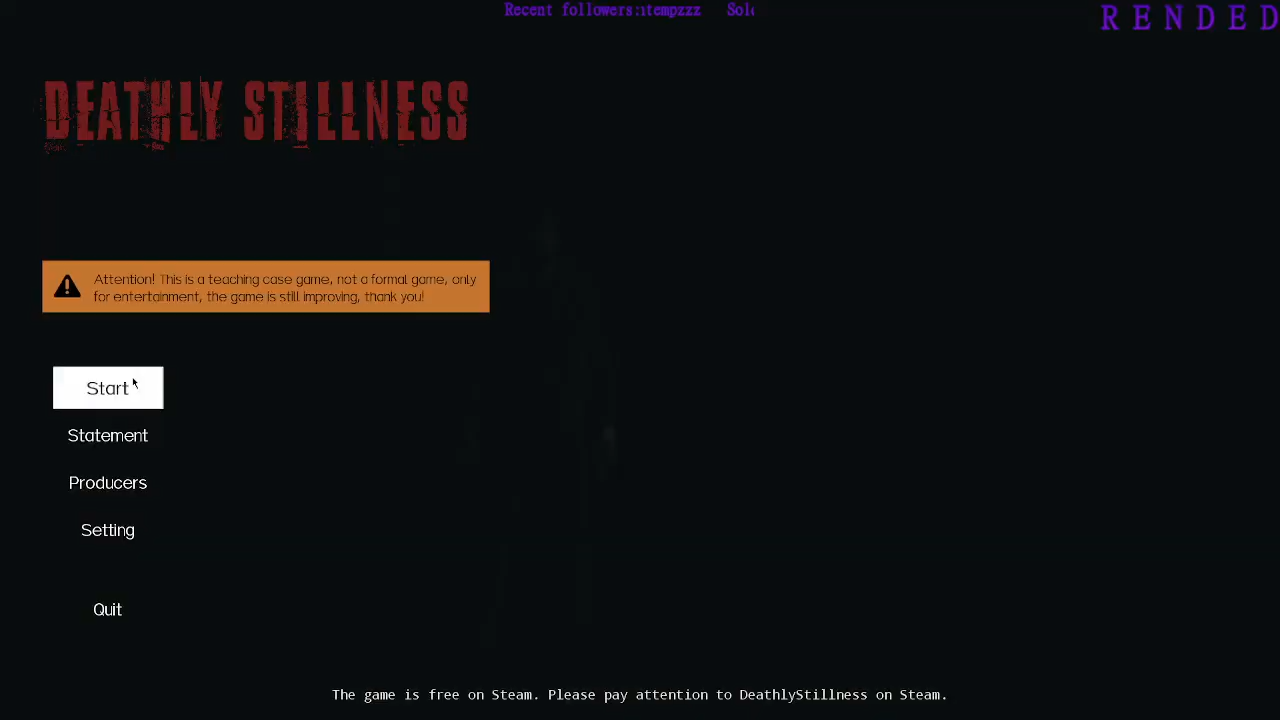 Recent followers:
RENDED
DEATHLY STILLNESS
Attention! This is a teaching case game, not a formal game, only
for entertainment, the game is still improving, thank you!
Start
Statement
Producers
Setting
Quit
The game is free on Steam. Please pay attention to DeathlyStillness on Steam.